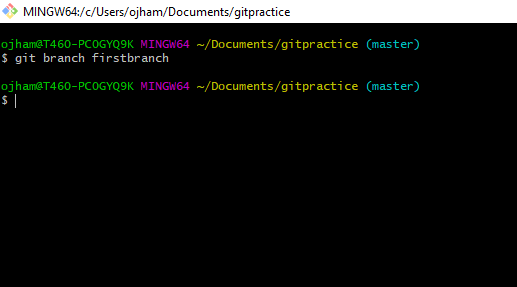 MINGW64:/c/Users/ojham/Documents/gitpractice
ojham@T460-PC0GYQ9K MINGW64 ~/Documents/gitpractice (master)
$ git branch firstbranch
ojham@T460-PC0GYQ9K MINGW64 ~/Documents/gitpractice (master)
$